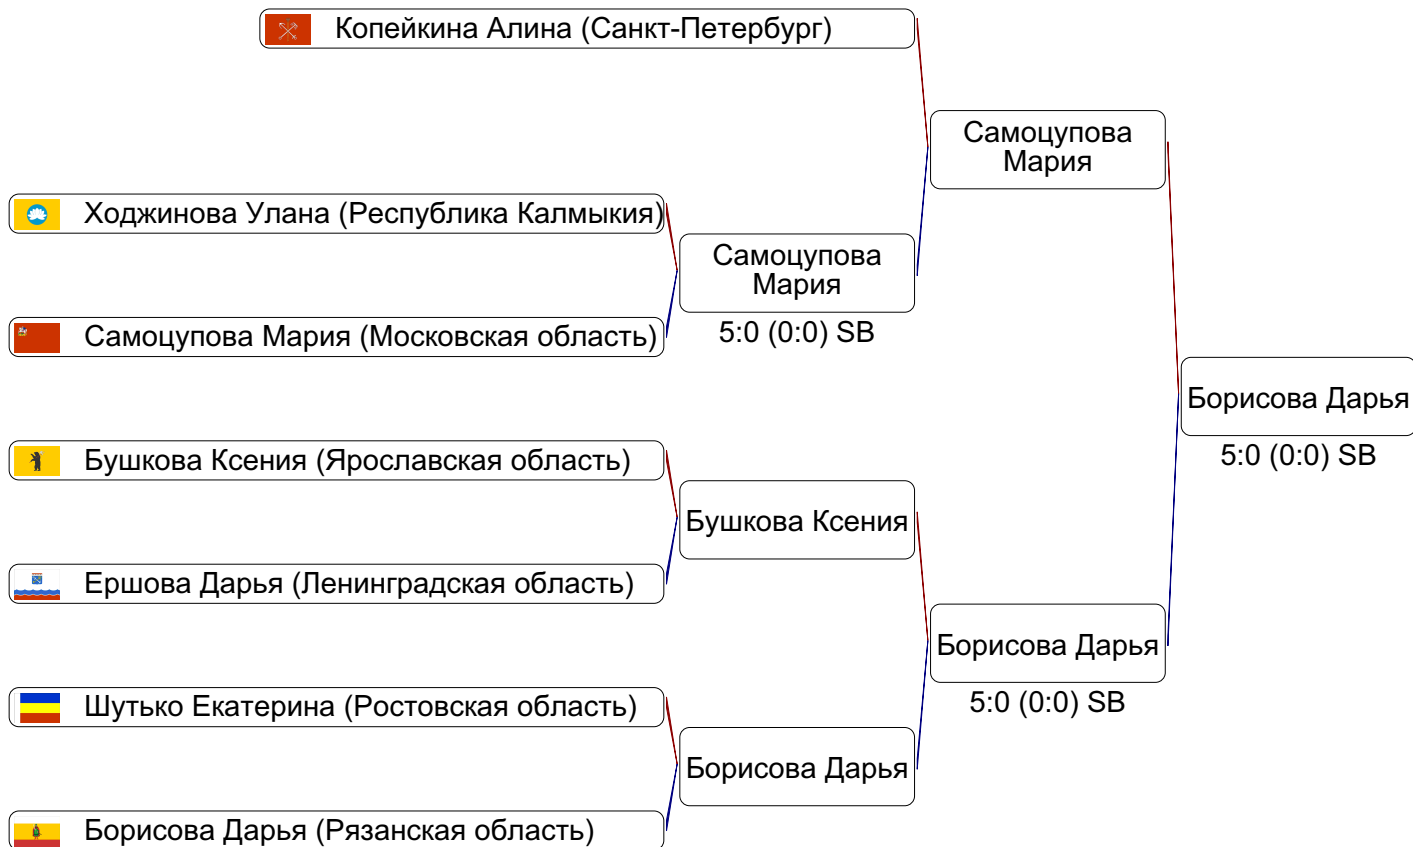 Копейкина Алина (Санкт-Петербург)
Самоцупова
Мария
Ходжинова Улана (Республика Калмыкия)
Самоцупова
Мария
5:0 (0:0) SB
Самоцупова Мария (Московская область)
Борисова Дарья
5:0 (0:0) SB
Бушкова Ксения (Ярославская область)
Бушкова Ксения
Ершова Дарья (Ленинградская область)
Борисова Дарья
5:0 (0:0) SB
Шутько Екатерина (Ростовская область)
Борисова Дарья
Борисова Дарья (Рязанская область)